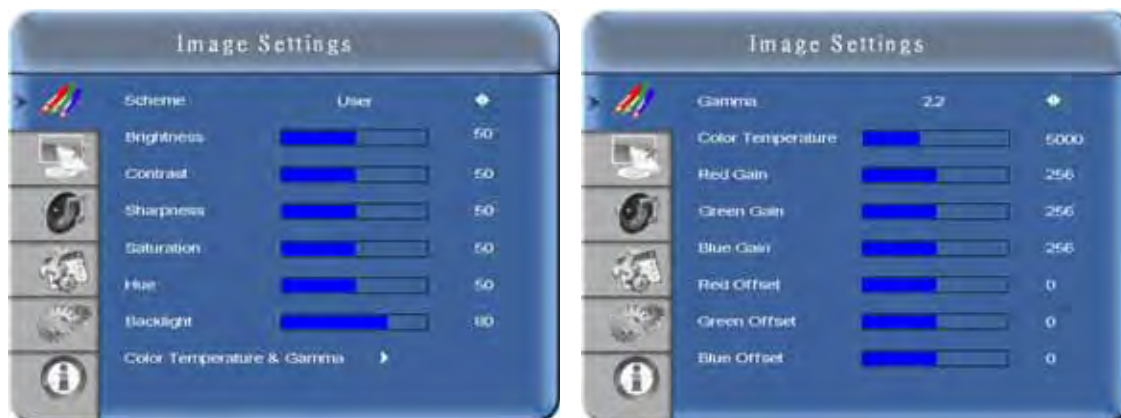 Image Settings
Scheme User
Brightness 50
Contrast 50
Sharpness 50
Saturation 50
Hue 50
Backlight 80
Color Temperature & Gamma
Image Settings
Gamma 2.2
Color Temperature 5000
Red Gain 256
Green Gain 256
Blue Gain 256
Red Offset 0
Green Offset 0
Blue Offset 0